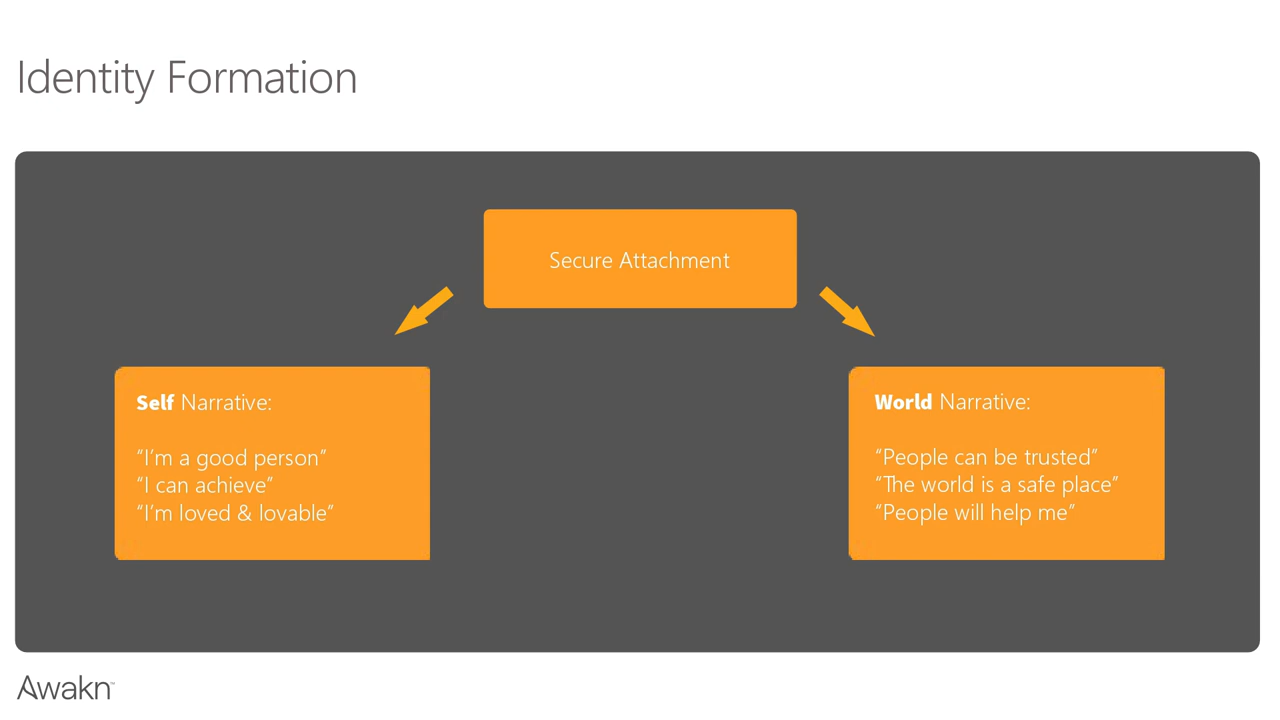 Identity Formation
Secure Attachment
Self Narrative:
“I’m a good person”
“I can achieve”
“I’m loved & lovable”
World Narrative:
“People can be trusted”
“The world is a safe place”
“People will help me”
Awakn™